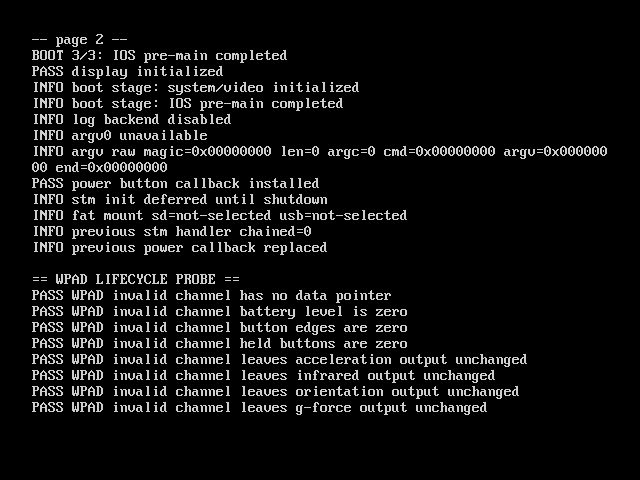 -- page 2 --
BOOT 3/3: IOS pre-main completed
PASS display initialized
INFO boot stage: system/video initialized
INFO boot stage: IOS pre-main completed
INFO log backend disabled
INFO argv0 unavailable
INFO argv raw magic=0x00000000 len=0 argc=0 cmd=0x00000000 argv=0x000000
00 end=0x00000000
PASS power button callback installed
INFO stm init deferred until shutdown
INFO fat mount sd=not-selected usb=not-selected
INFO previous stm handler chained=0
INFO previous power callback replaced
== WPAD LIFECYCLE PROBE ==
PASS WPAD invalid channel has no data pointer
PASS WPAD invalid channel battery level is zero
PASS WPAD invalid channel button edges are zero
PASS WPAD invalid channel held buttons are zero
PASS WPAD invalid channel leaves acceleration output unchanged
PASS WPAD invalid channel leaves infrared output unchanged
PASS WPAD invalid channel leaves orientation output unchanged
PASS WPAD invalid channel leaves g-force output unchanged